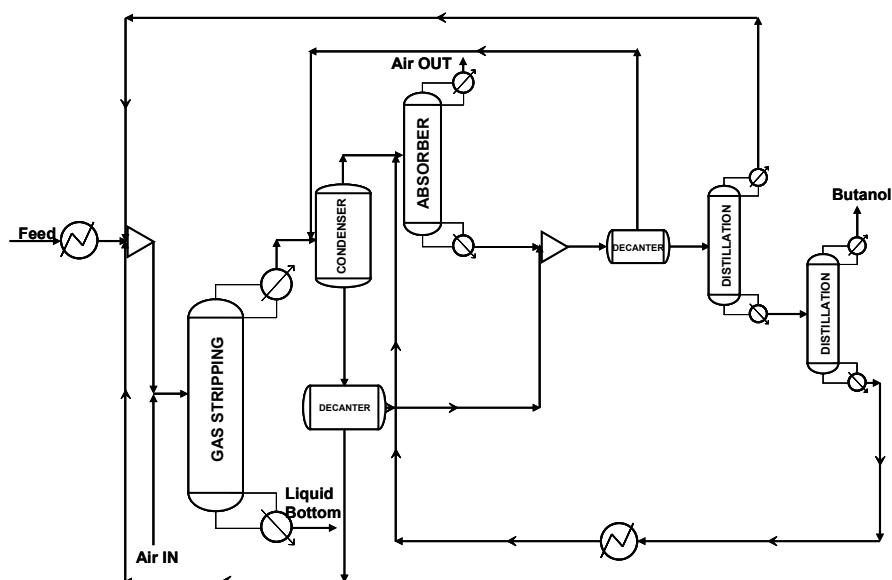 Air OUT
Butanol
Feed
ABSORBER
CONDENSER
DECANTER
DISTILLATION
DISTILLATION
GAS STRIPPING
DECANTER
Liquid
Bottom
Air IN